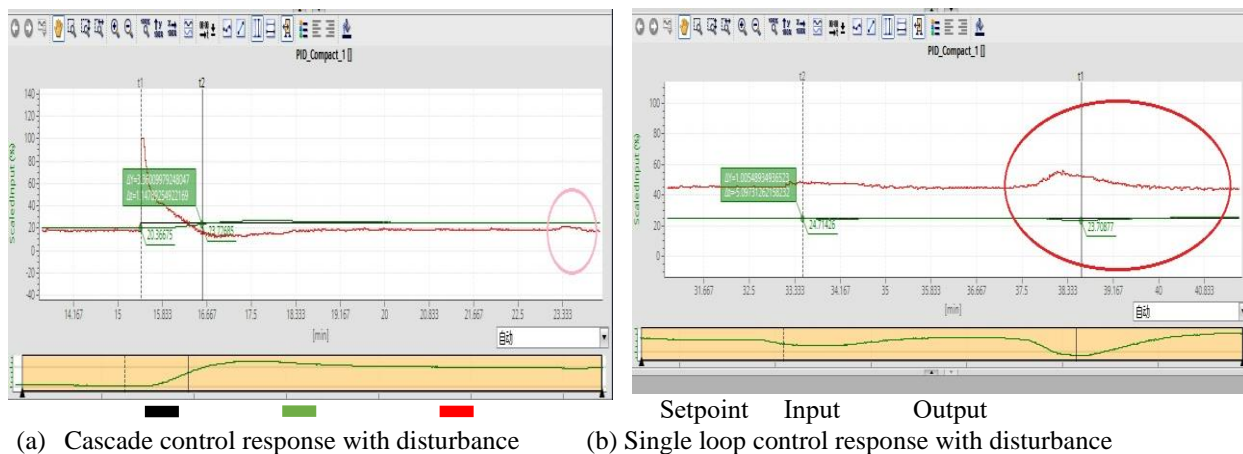 PID_Compact_1 []
t1
t2
140
120
100
80
60
40
20
0
-20
-40
ScaledInput (%)
20.38675
14.167
15
15.833
16.667
17.5
18.333
19.167
20
20.833
21.667
22.5
23.333
[min]
自动
PID_Compact_1 []
t2
t1
100
80
60
40
20
0
ScaledInput (%)
24.71426
23.70877
31.667
32.5
33.333
34.167
35
35.833
36.667
37.5
38.333
39.167
40
40.833
[min]
自动
Setpoint Input Output
(a) Cascade control response with disturbance
(b) Single loop control response with disturbance